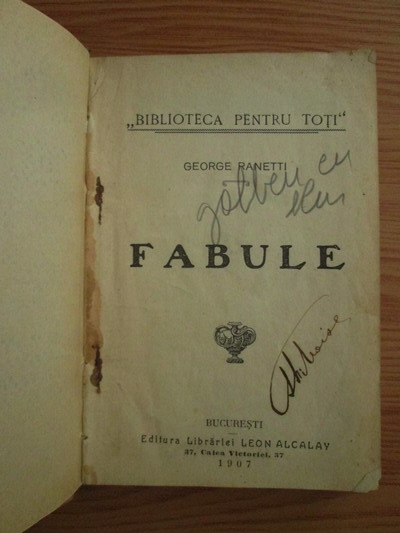 „BIBLIOTECA PENTRU TOȚI“
GEORGE RANETTI
FABULE
BUCUREȘTI
Editura Librăriei LEON ALCALAY
37, Calea Victoriei, 37
1907